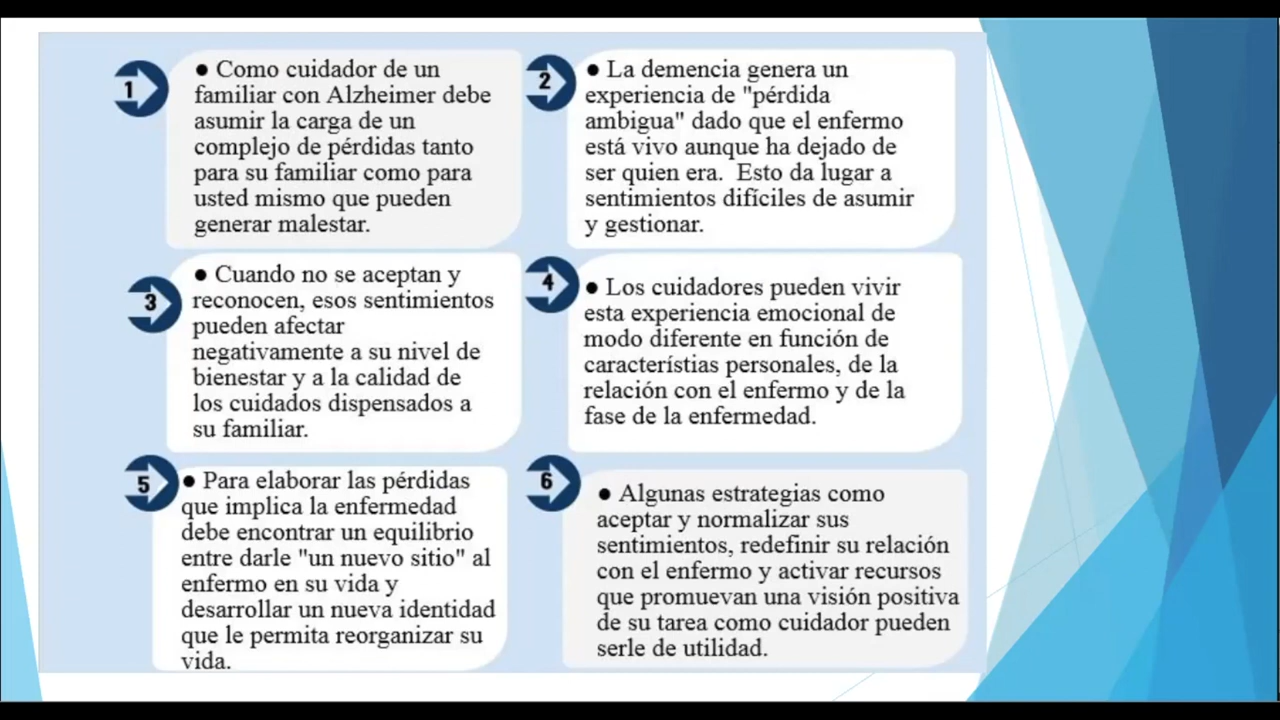 1
● Como cuidador de un
familiar con Alzheimer debe
asumir la carga de un
complejo de pérdidas tanto
para su familiar como para
usted mismo que pueden
generar malestar.
2
● La demencia genera un
experiencia de "pérdida
ambigua" dado que el enfermo
está vivo aunque ha dejado de
ser quien era. Esto da lugar a
sentimientos difíciles de asumir
y gestionar.
3
● Cuando no se aceptan y
reconocen, esos sentimientos
pueden afectar
negativamente a su nivel de
bienestar y a la calidad de
los cuidados dispensados a
su familiar.
4
● Los cuidadores pueden vivir
esta experiencia emocional de
modo diferente en función de
característias personales, de la
relación con el enfermo y de la
fase de la enfermedad.
5
● Para elaborar las pérdidas
que implica la enfermedad
debe encontrar un equilibrio
entre darle "un nuevo sitio" al
enfermo en su vida y
desarrollar un nueva identidad
que le permita reorganizar su
vida.
6
● Algunas estrategias como
aceptar y normalizar sus
sentimientos, redefinir su relación
con el enfermo y activar recursos
que promuevan una visión positiva
de su tarea como cuidador pueden
serle de utilidad.